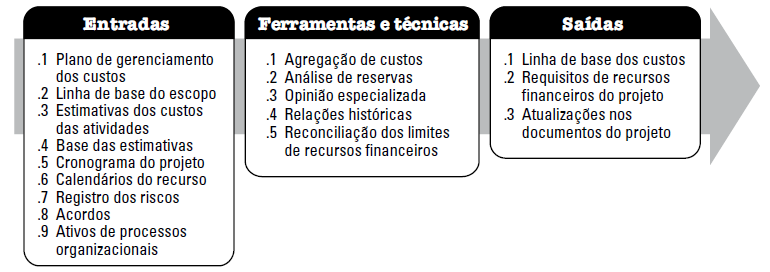 Entradas
.1 Plano de gerenciamento
dos custos
.2 Linha de base do escopo
.3 Estimativas dos custos
das atividades
.4 Base das estimativas
.5 Cronograma do projeto
.6 Calendários do recurso
.7 Registro dos riscos
.8 Acordos
.9 Ativos de processos
organizacionais
Ferramentas e técnicas
.1 Agregação de custos
.2 Análise de reservas
.3 Opinião especializada
.4 Relações históricas
.5 Reconciliação dos limites
de recursos financeiros
Saídas
.1 Linha de base dos custos
.2 Requisitos de recursos
financeiros do projeto
.3 Atualizações nos
documentos do projeto